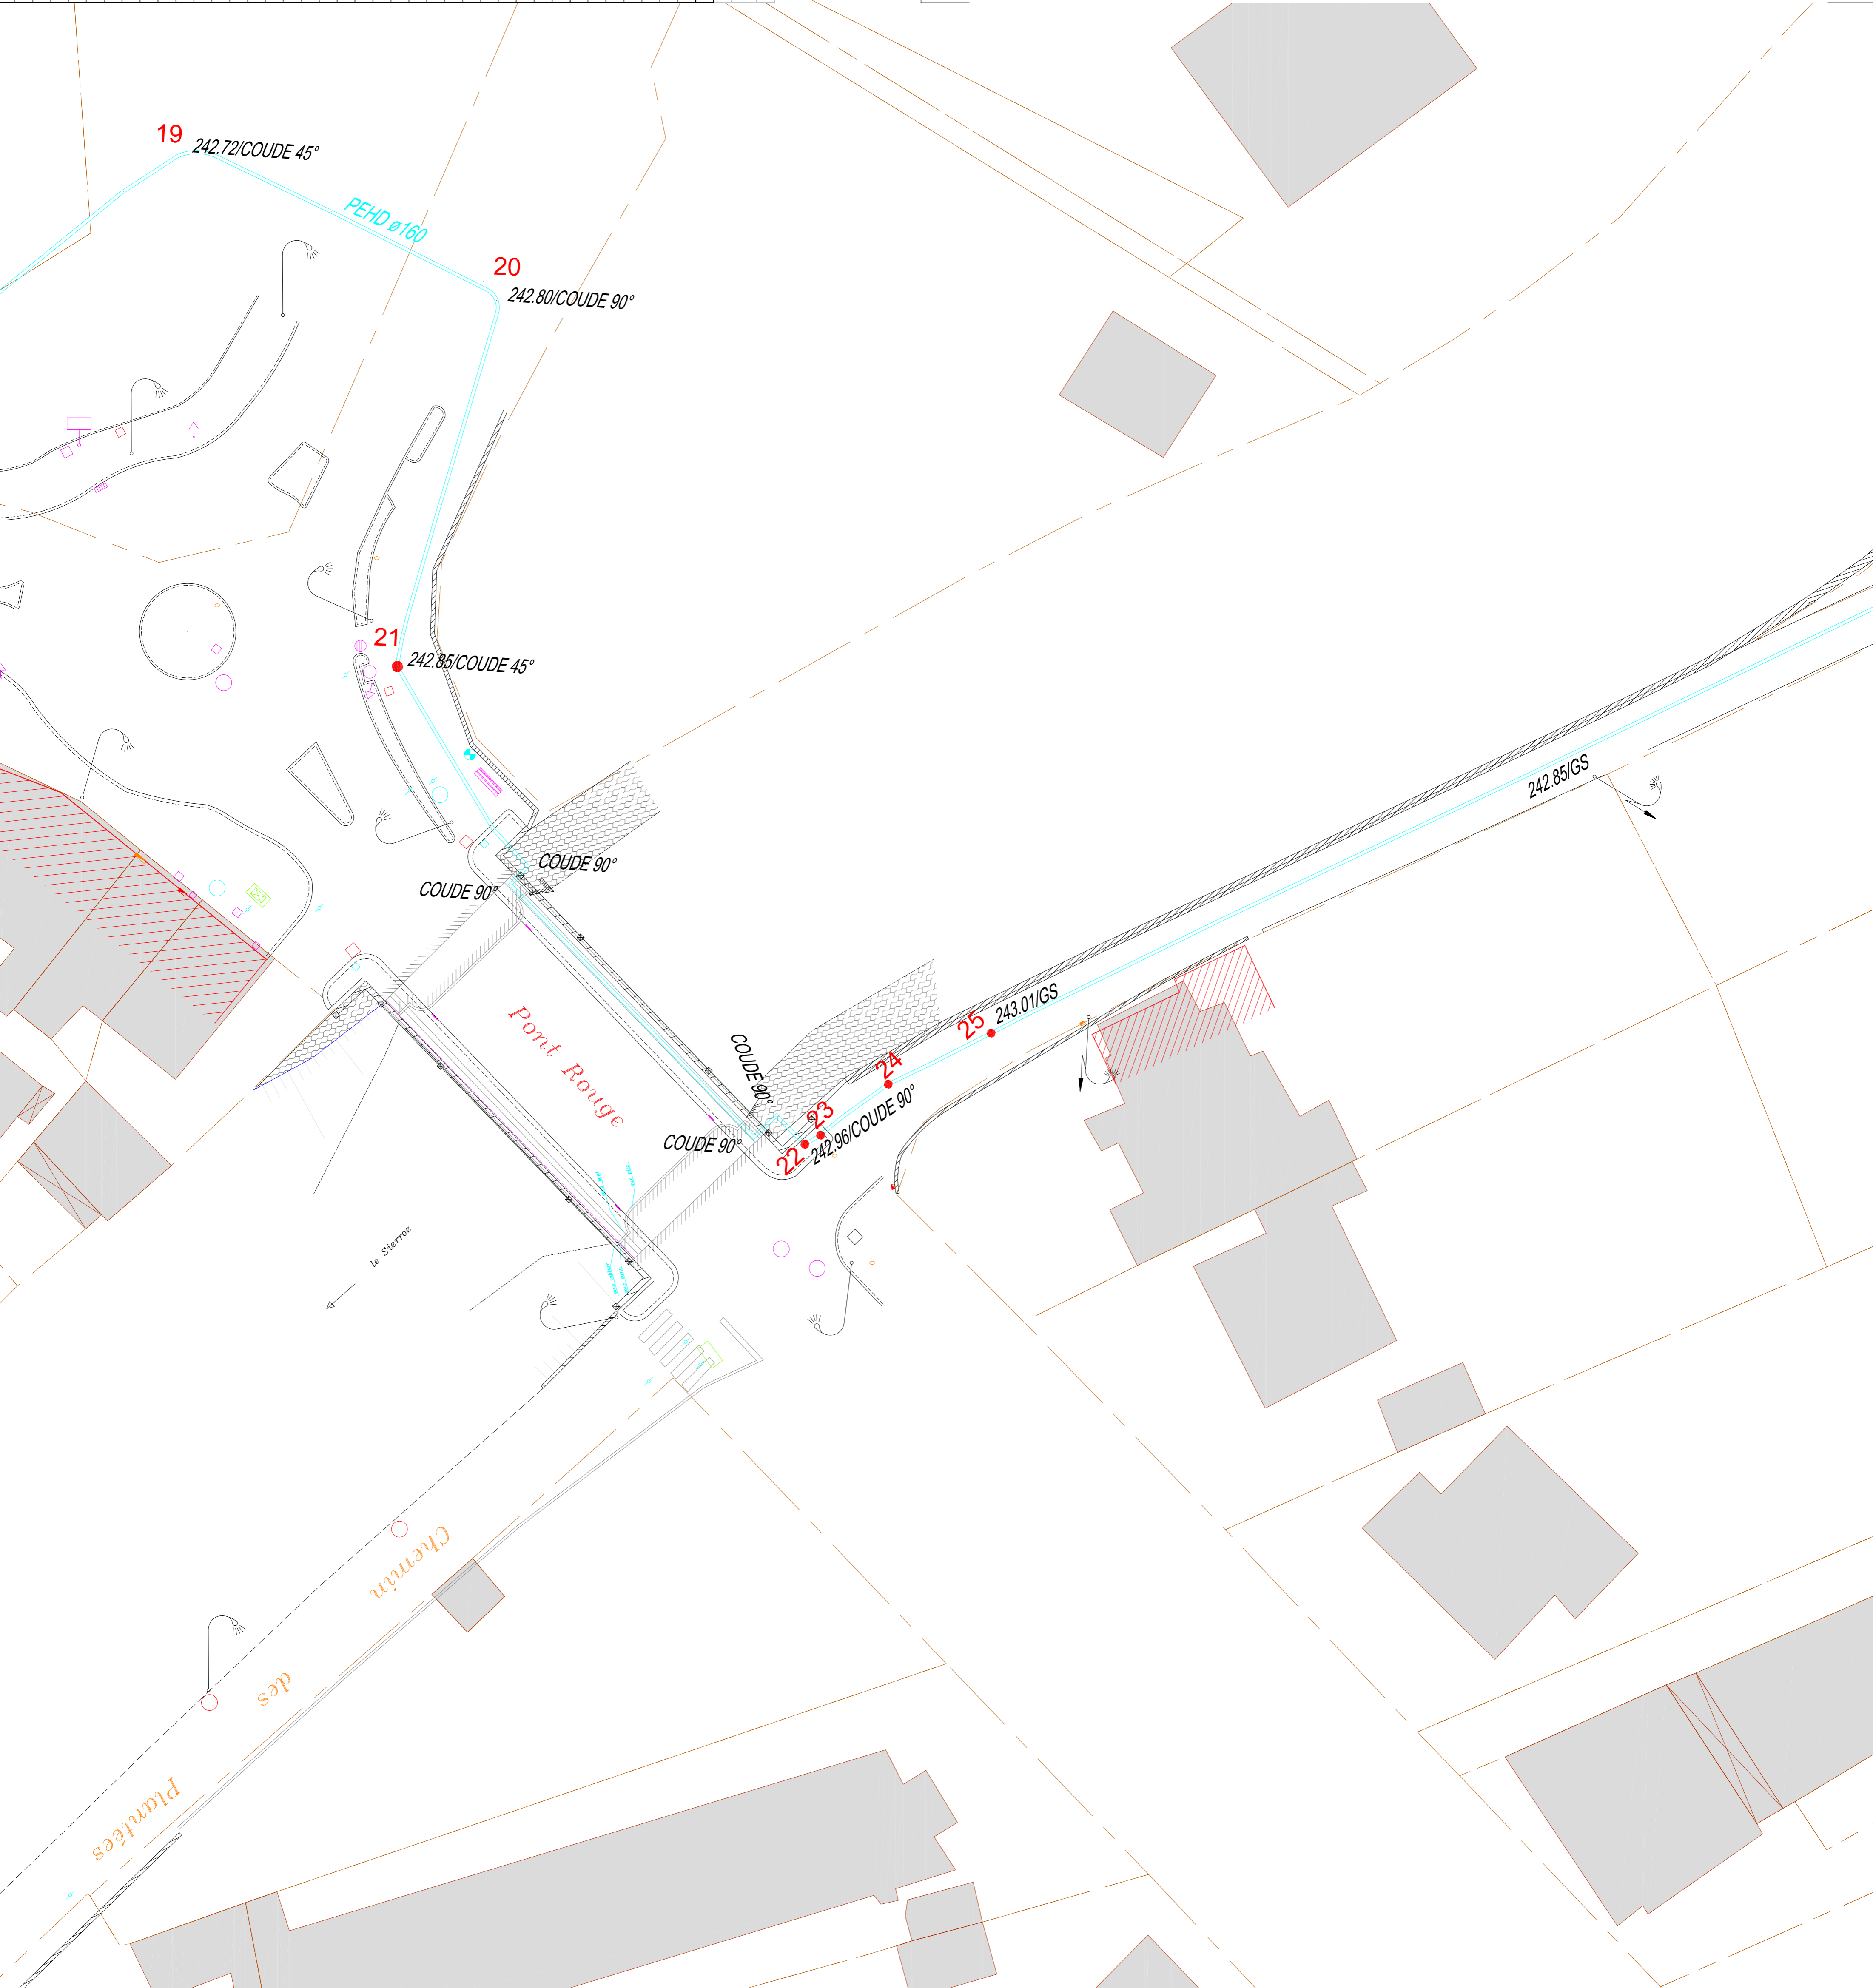 19
242.72/COUDE 45°
PEHD ø160
20
242.80/COUDE 90°
21
242.85/COUDE 45°
242.85/GS
COUDE 90°
COUDE 90°
25
243.01/GS
Pont Rouge
COUDE 90°
24
23
22
242.96/COUDE 90°
COUDE 90°
le Sierroz
Chemin
des
Plantées